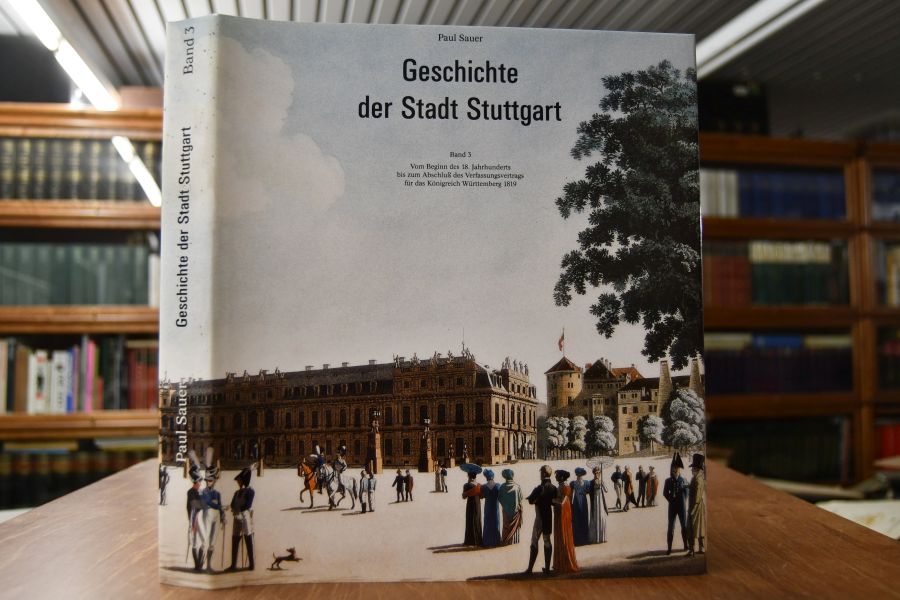 Paul Sauer
Geschichte
der Stadt Stuttgart
Band 3
Vom Beginn des 18. Jahrhunderts
bis zum Abschluß des Verfassungsvertrags
für das Königreich Württemberg 1819
Band 3
Geschichte der Stadt Stuttgart
Paul Sauer